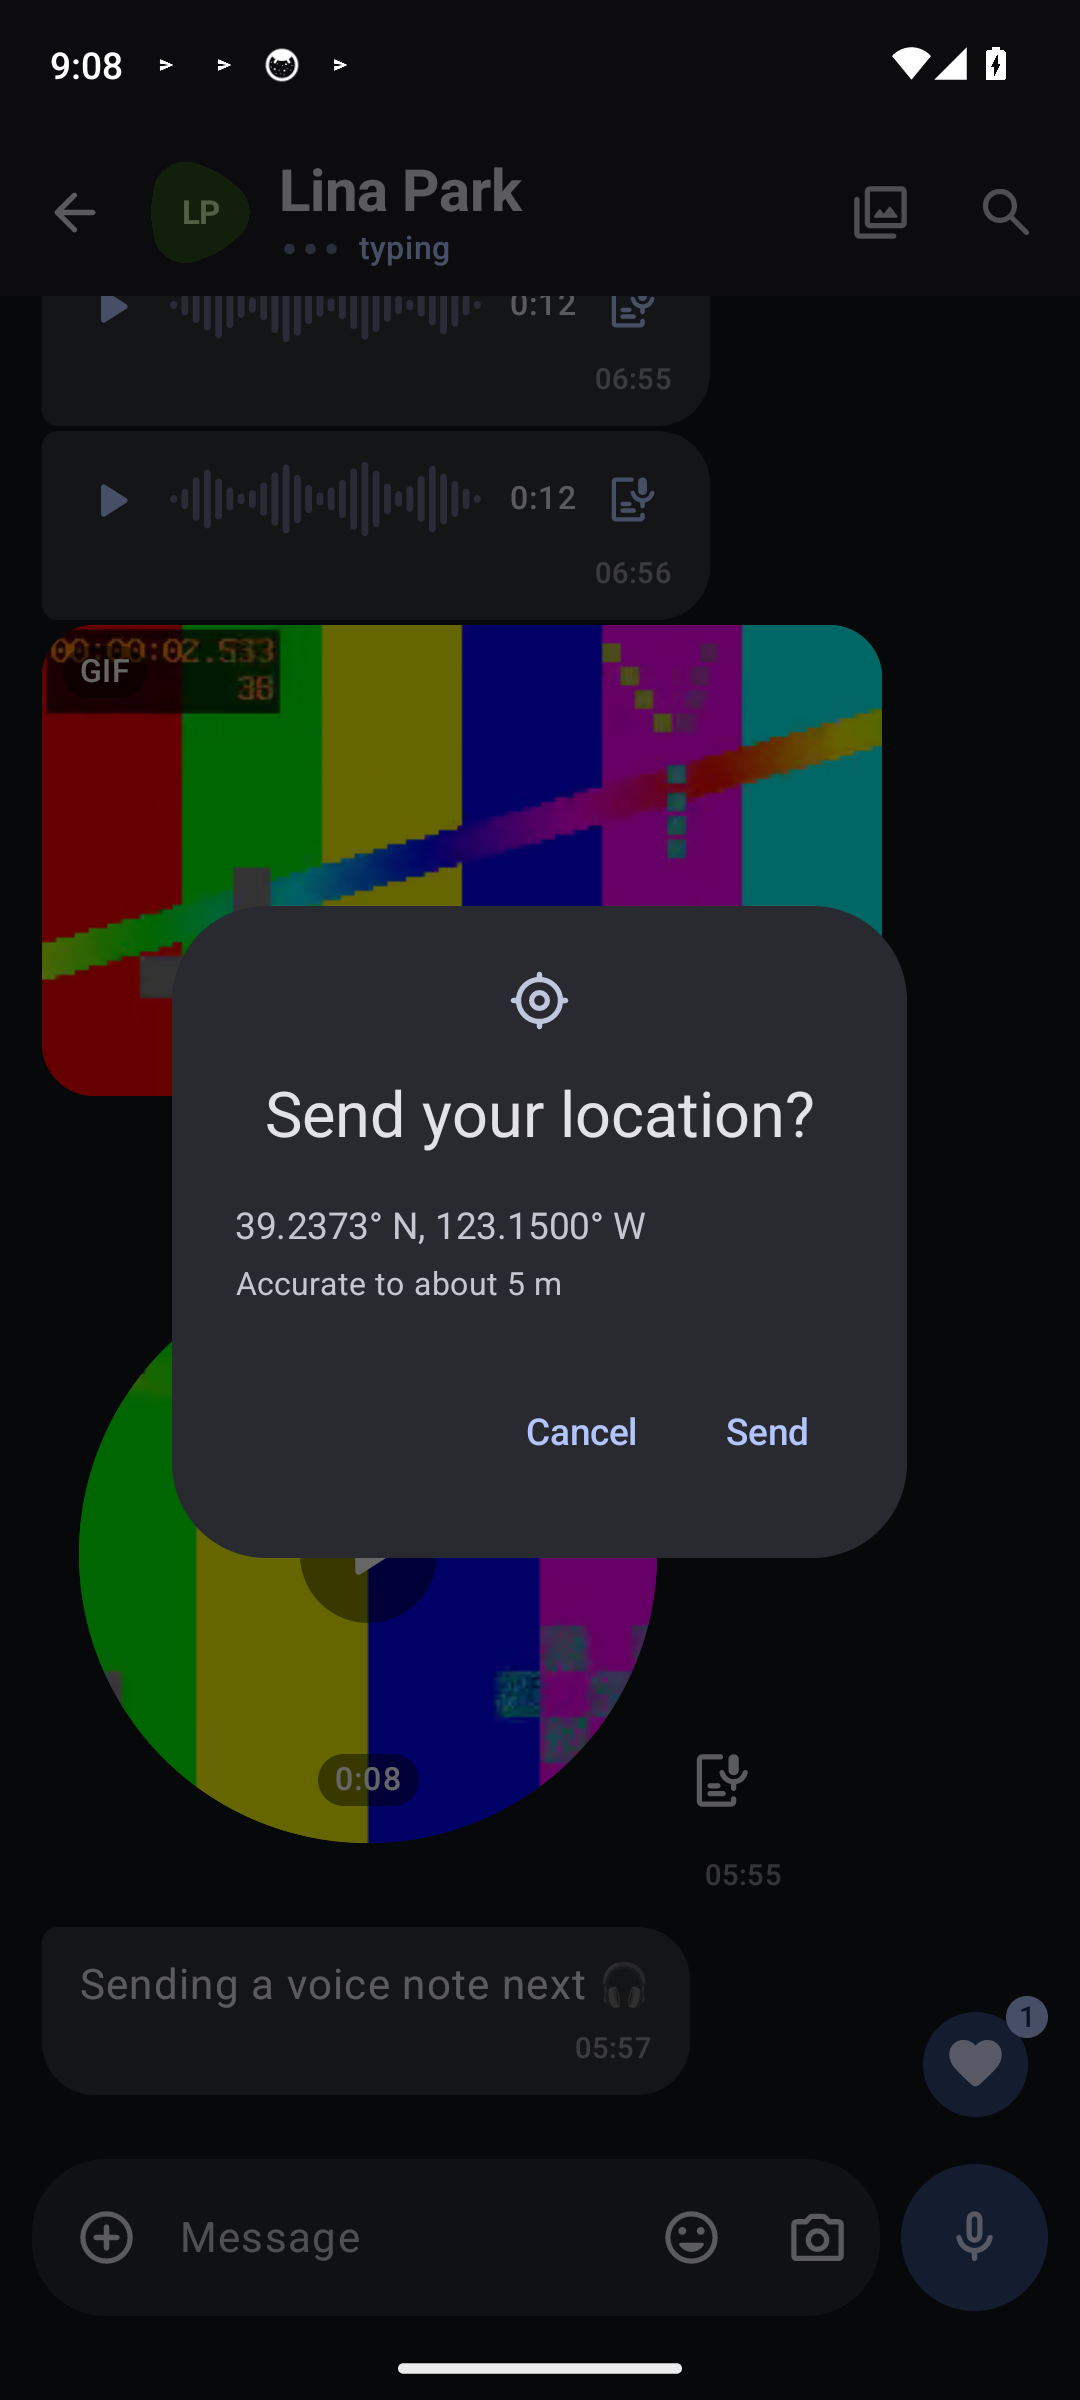 9:08
LP
Lina Park
typing
0:12
06:55
0:12
06:56
00:00:02.533
GIF
38
Send your location?
39.2373° N, 123.1500° W
Accurate to about 5 m
Cancel
Send
0:08
05:55
Sending a voice note next 🎧
05:57
1
Message